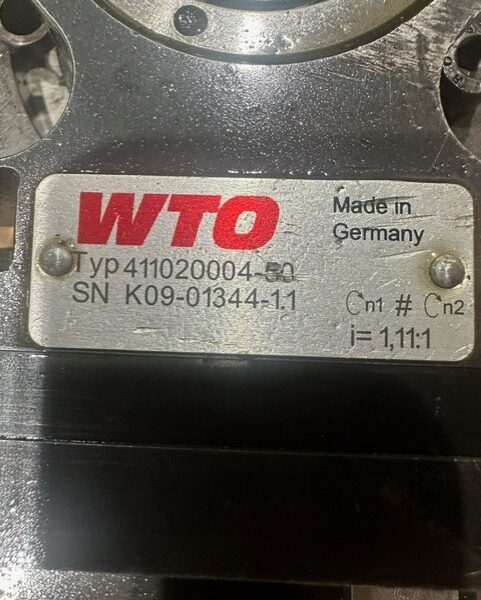 WTO
Made in
Germany
Typ 411020004-50
SN K09-01344-1.1
n1 # n2
i= 1,11:1